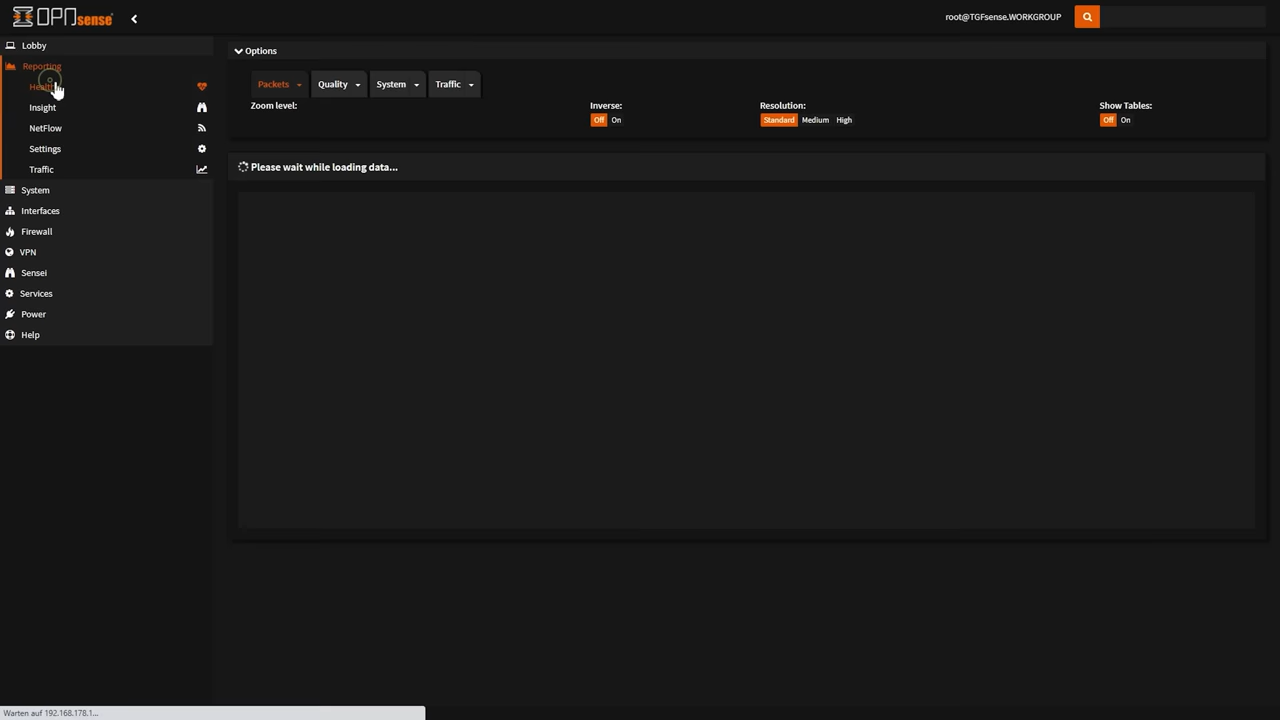 OPNsense
root@TGFsense.WORKGROUP
Lobby
Reporting
Health
Insight
NetFlow
Settings
Traffic
System
Interfaces
Firewall
VPN
Sensei
Services
Power
Help
Options
Packets Quality System Traffic
Zoom level: Inverse: Resolution: Show Tables:
Off On Standard Medium High Off On
Please wait while loading data...
Warten auf 192.168.178.1...